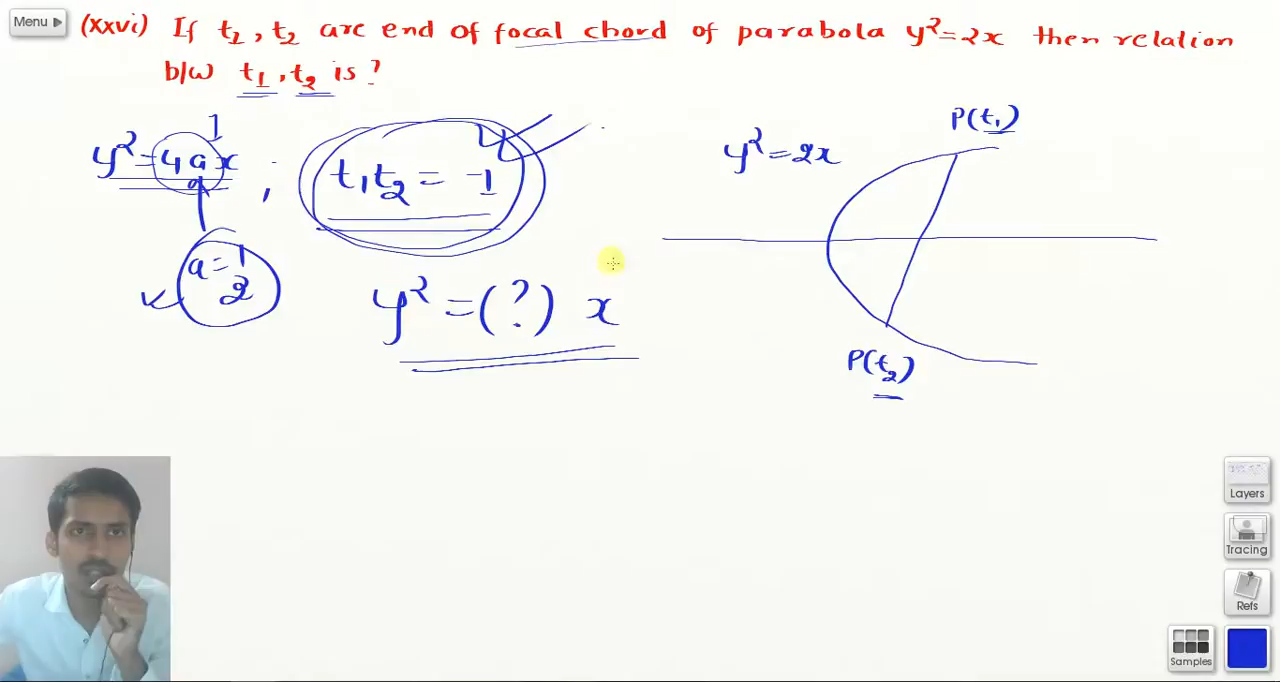 Menu
(xxvi) If t₁, t₂ are end of focal chord of parabola y²=2x then relation
b/w t₁, t₂ is ?
1
P(t₁)
y²=4ax ; t₁t₂ = -1
y²=2x
a=1/2
y² = (?) x
P(t₂)
Layers
Tracing
Refs
Samples